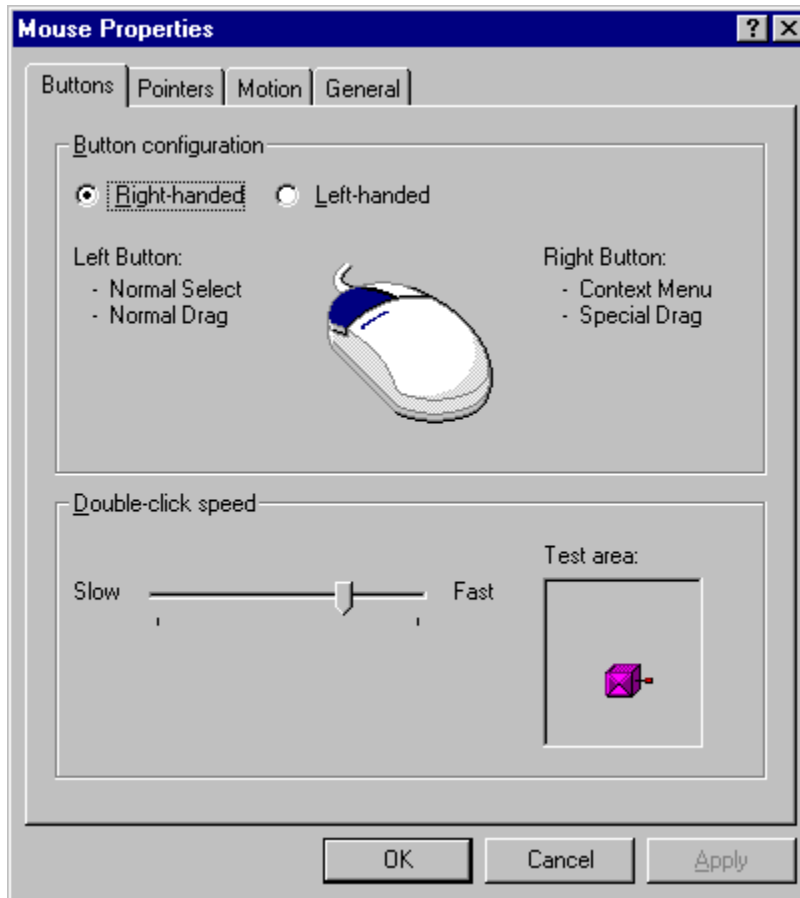 Mouse Properties
Buttons Pointers Motion General
Button configuration
Right-handed Left-handed
Left Button:
- Normal Select
- Normal Drag
Right Button:
- Context Menu
- Special Drag
Double-click speed
Test area:
Slow Fast
OK Cancel Apply